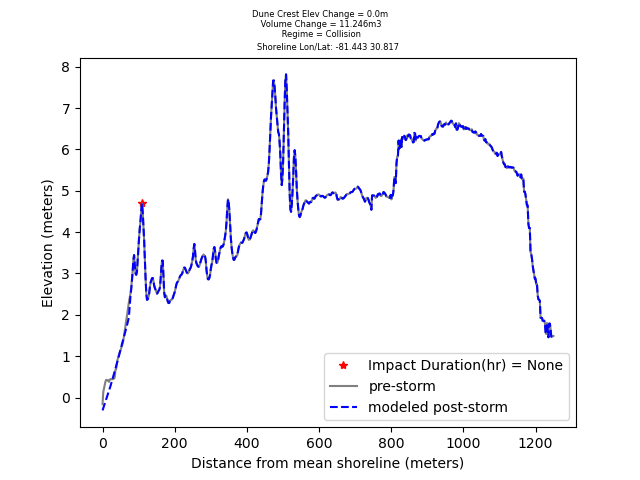 Dune Crest Elev Change = 0.0m
Volume Change = 11.246m3
Regime = Collision
Shoreline Lon/Lat: -81.443 30.817
8
7
6
5
4
3
2
1
0
Elevation (meters)
Impact Duration(hr) = None
pre-storm
modeled post-storm
0 200 400 600 800 1000 1200
Distance from mean shoreline (meters)